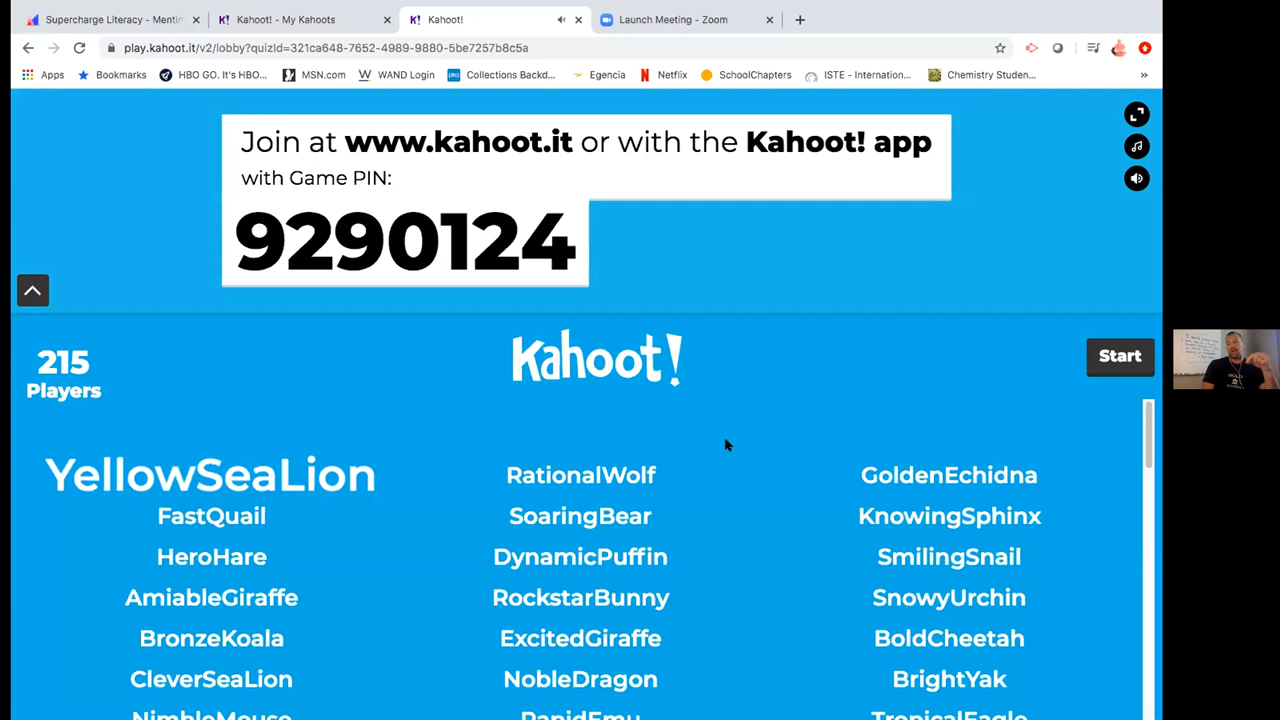 Supercharge Literacy - Mentin
Kahoot! - My Kahoots
Kahoot!
Launch Meeting - Zoom
play.kahoot.it/v2/lobby?quizId=321ca648-7652-4989-9880-5be7257b8c5a
Apps
Bookmarks
HBO GO. It's HBO...
MSN.com
WAND Login
Collections Backd...
Egencia
Netflix
SchoolChapters
ISTE - Internation...
Chemistry Studen...
Join at www.kahoot.it or with the Kahoot! app
with Game PIN:
9290124
215
Players
Kahoot!
Start
YellowSeaLion RationalWolf GoldenEchidna
FastQuail SoaringBear KnowingSphinx
HeroHare DynamicPuffin SmilingSnail
AmiableGiraffe RockstarBunny SnowyUrchin
BronzeKoala ExcitedGiraffe BoldCheetah
CleverSeaLion NobleDragon BrightYak
NimbleMouse RapidEmu TropicalEagle